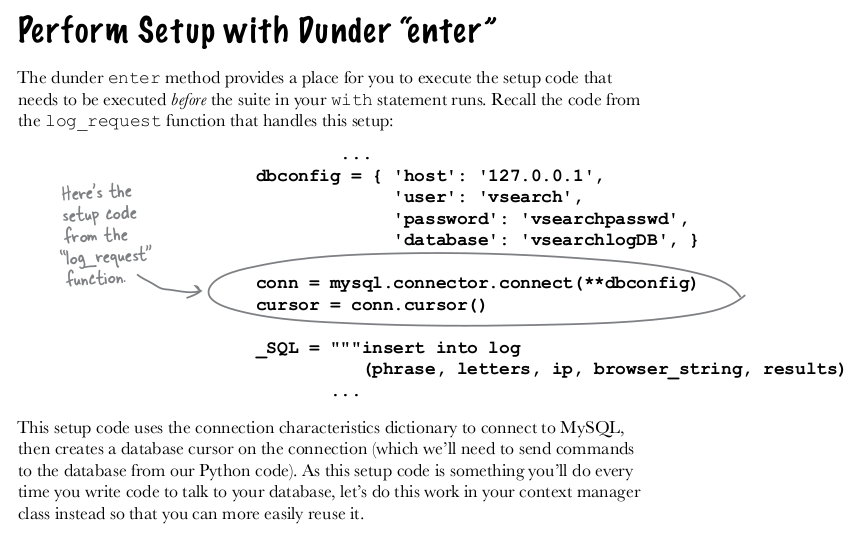 Perform Setup with Dunder “enter”
The dunder enter method provides a place for you to execute the setup code that
needs to be executed before the suite in your with statement runs. Recall the code from
the log_request function that handles this setup:
...
dbconfig = { 'host': '127.0.0.1',
'user': 'vsearch',
'password': 'vsearchpasswd',
'database': 'vsearchlogDB', }
Here's the
setup code
from the
“log_request”
function.
conn = mysql.connector.connect(**dbconfig)
cursor = conn.cursor()
_SQL = """insert into log
(phrase, letters, ip, browser_string, results)
...
This setup code uses the connection characteristics dictionary to connect to MySQL,
then creates a database cursor on the connection (which we’ll need to send commands
to the database from our Python code). As this setup code is something you’ll do every
time you write code to talk to your database, let’s do this work in your context manager
class instead so that you can more easily reuse it.